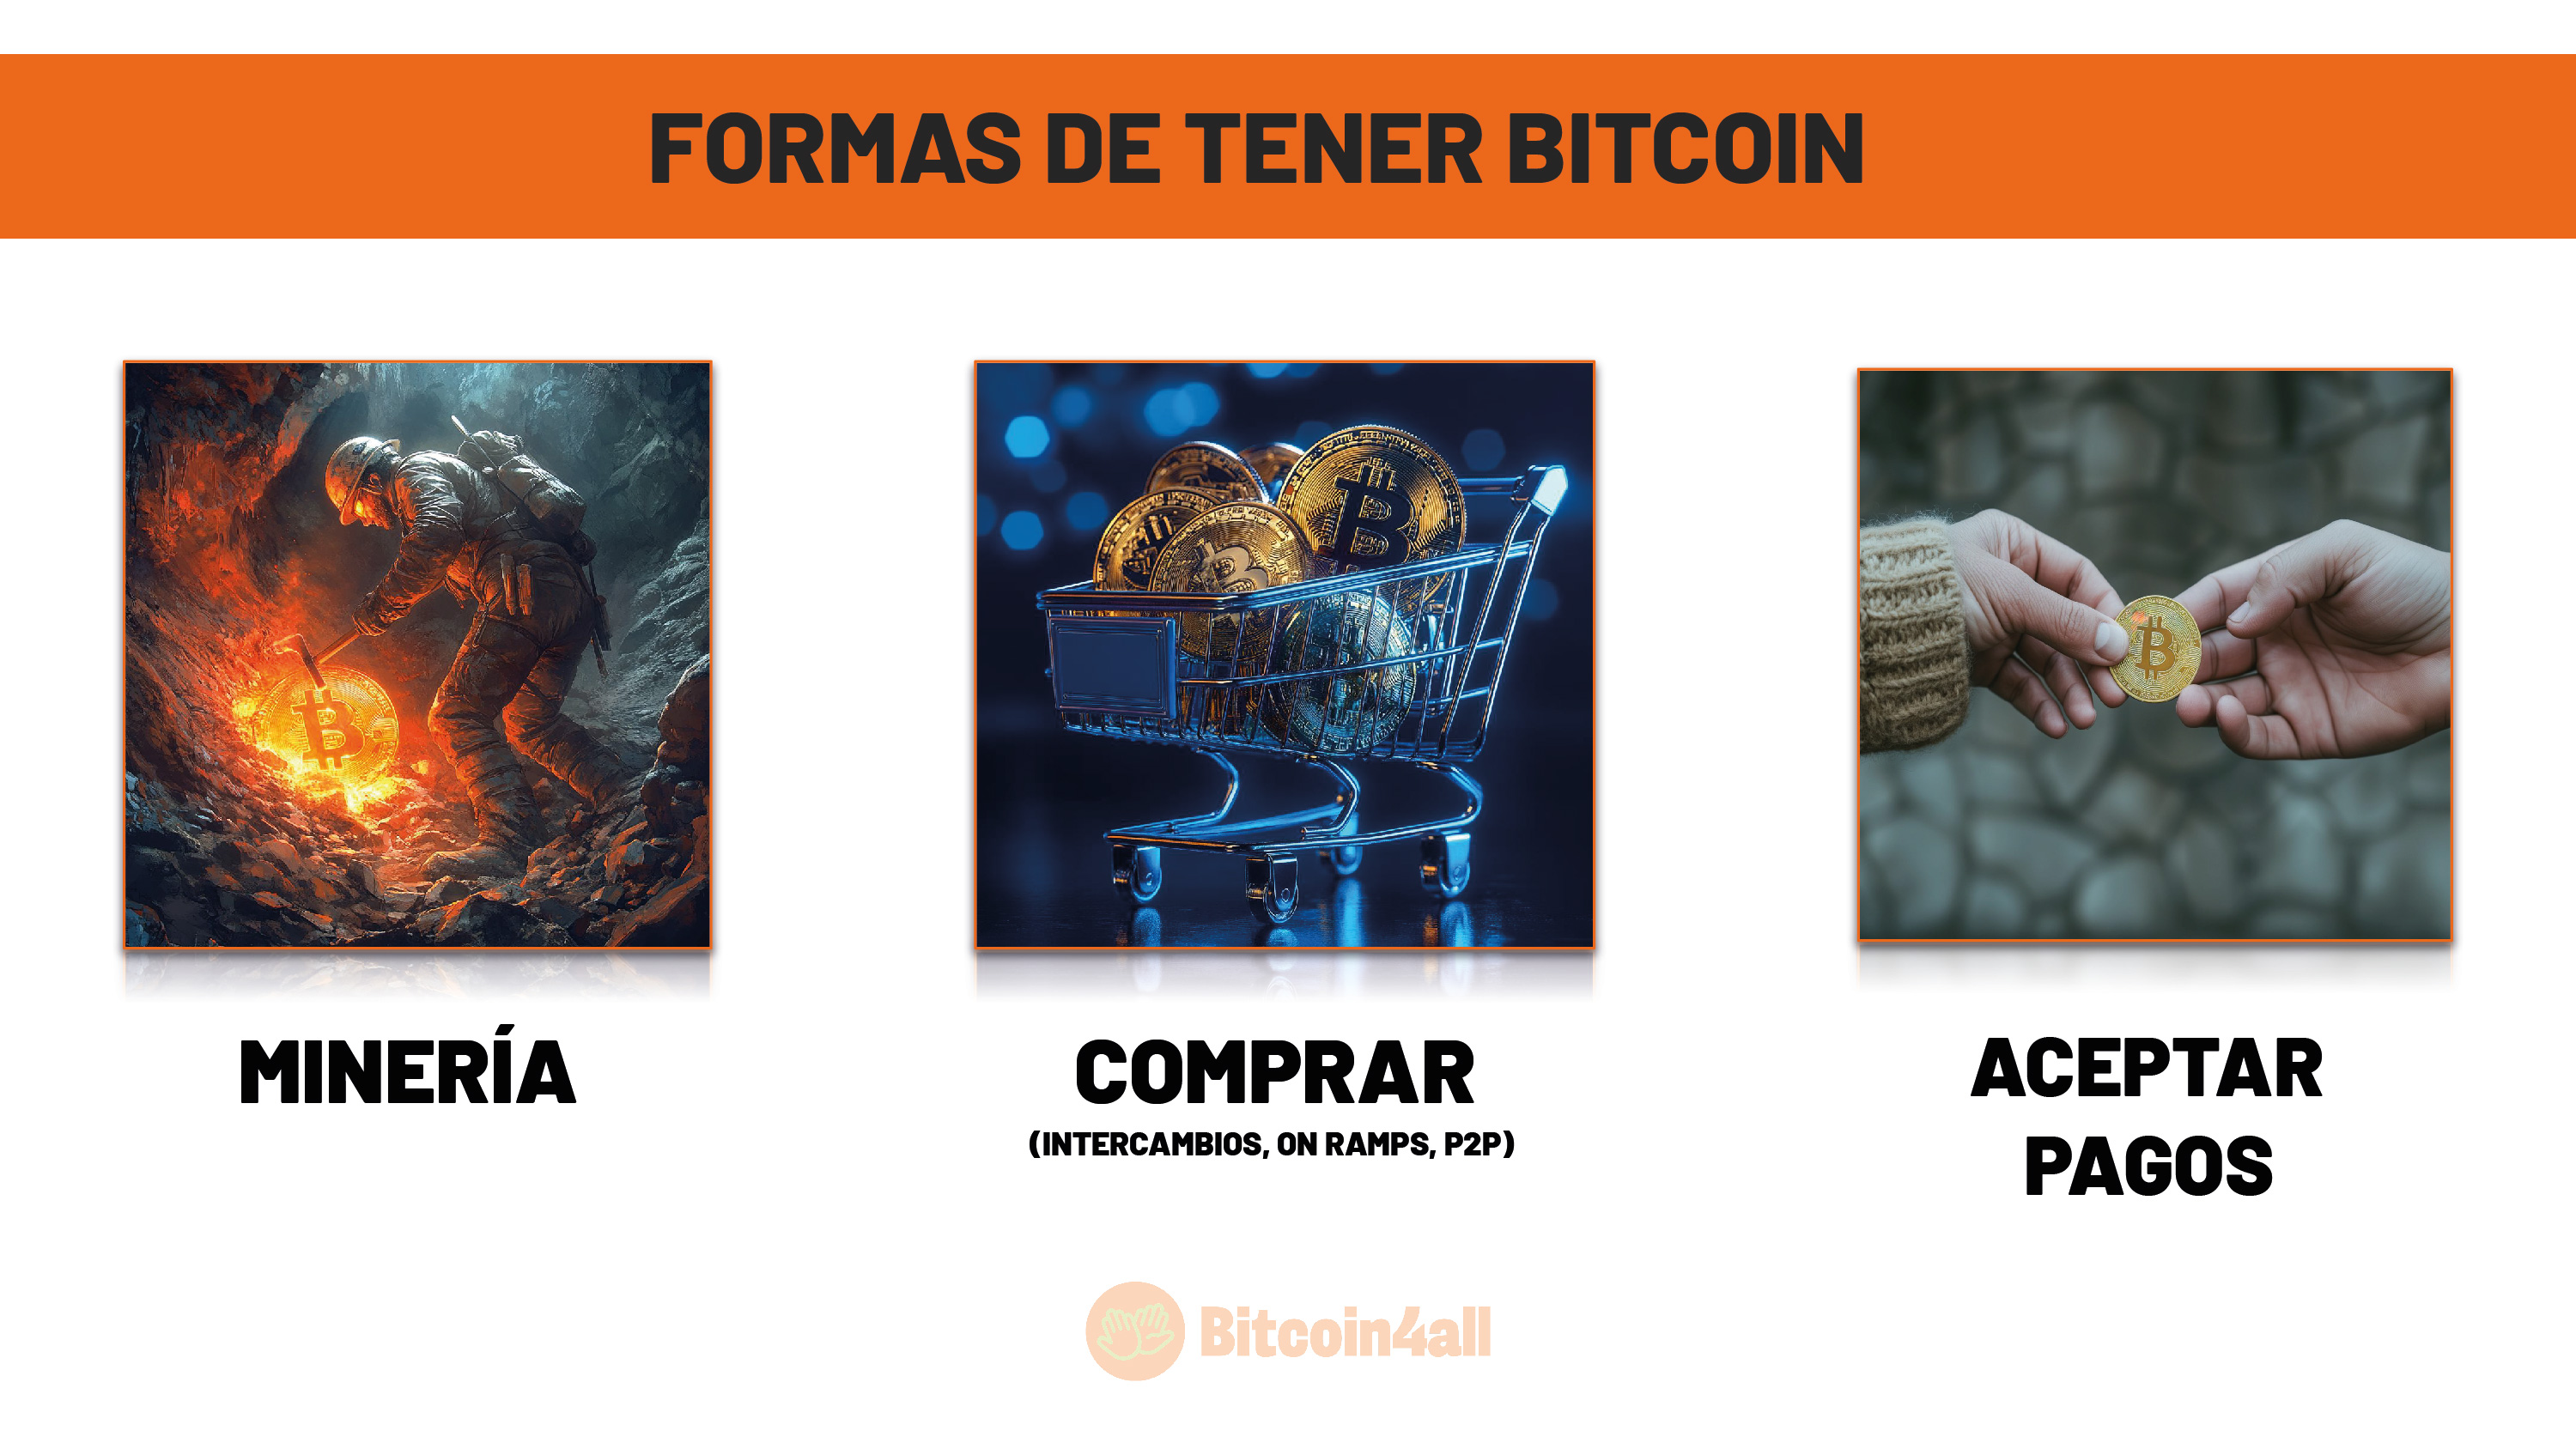 FORMAS DE TENER BITCOIN
MINERÍA
COMPRAR
(INTERCAMBIOS, ON RAMPS, P2P)
ACEPTAR
PAGOS
Bitcoin4all